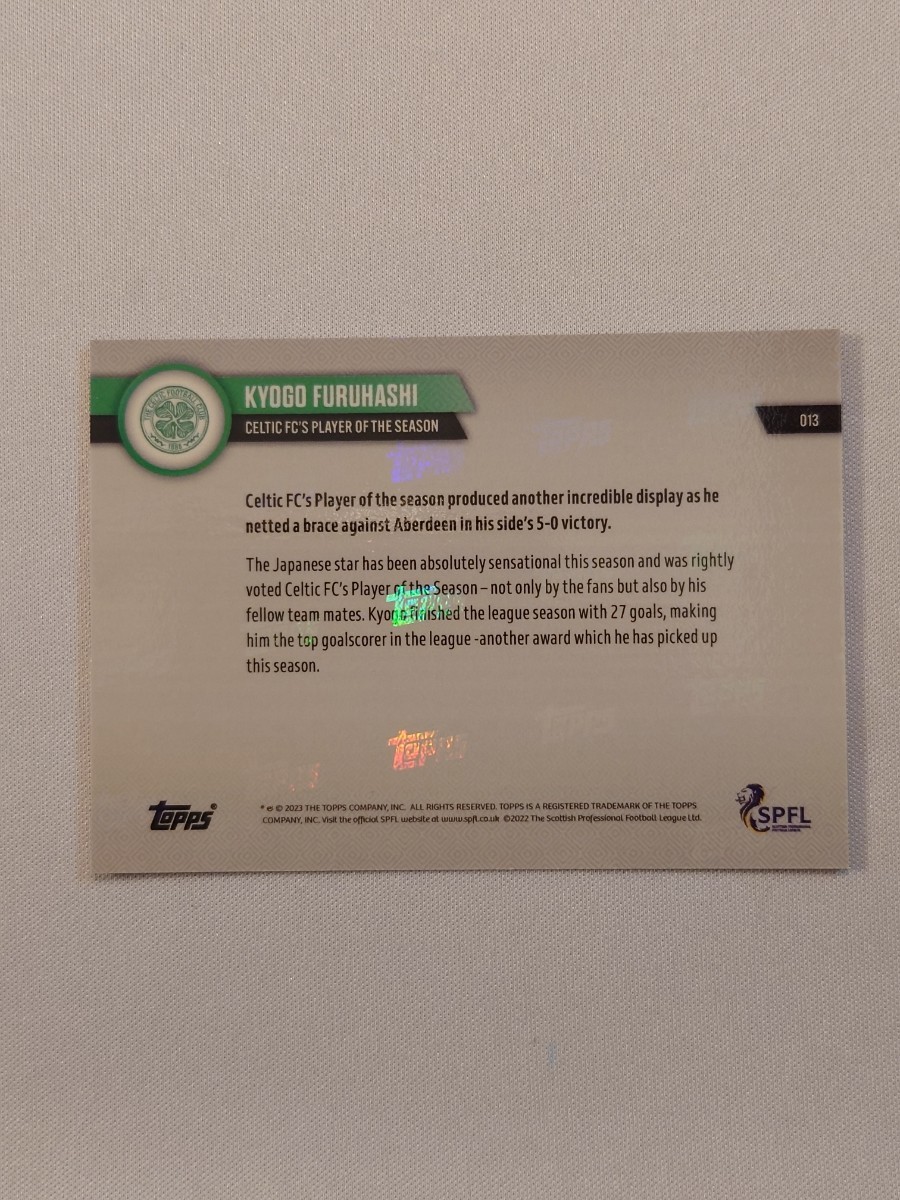 KYOGO FURUHASHI
CELTIC FC'S PLAYER OF THE SEASON
013
THE CELTIC FOOTBALL CLUB
1888
Celtic FC's Player of the season produced another incredible display as he
netted a brace against Aberdeen in his side's 5-0 victory.
The Japanese star has been absolutely sensational this season and was rightly
voted Celtic FC's Player of the Season – not only by the fans but also by his
fellow team mates. Kyogo finished the league season with 27 goals, making
him the top goalscorer in the league -another award which he has picked up
this season.
Topps®
* © 2023 THE TOPPS COMPANY, INC. ALL RIGHTS RESERVED. TOPPS IS A REGISTERED TRADEMARK OF THE TOPPS
COMPANY, INC. Visit the official SPFL website at www.spfl.co.uk ©2022 The Scottish Professional Football League Ltd.
SPFL